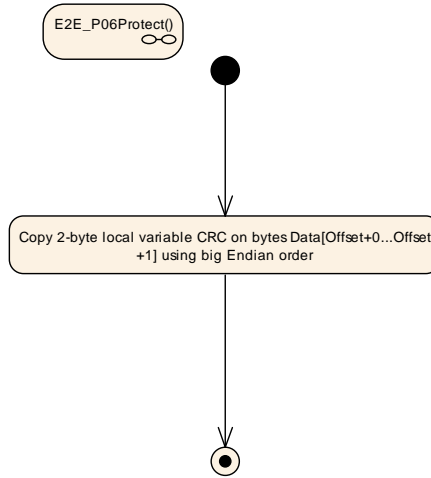 E2E_P06Protect()
Copy 2-byte local variable CRC on bytes Data[Offset+0...Offset
+1] using big Endian order